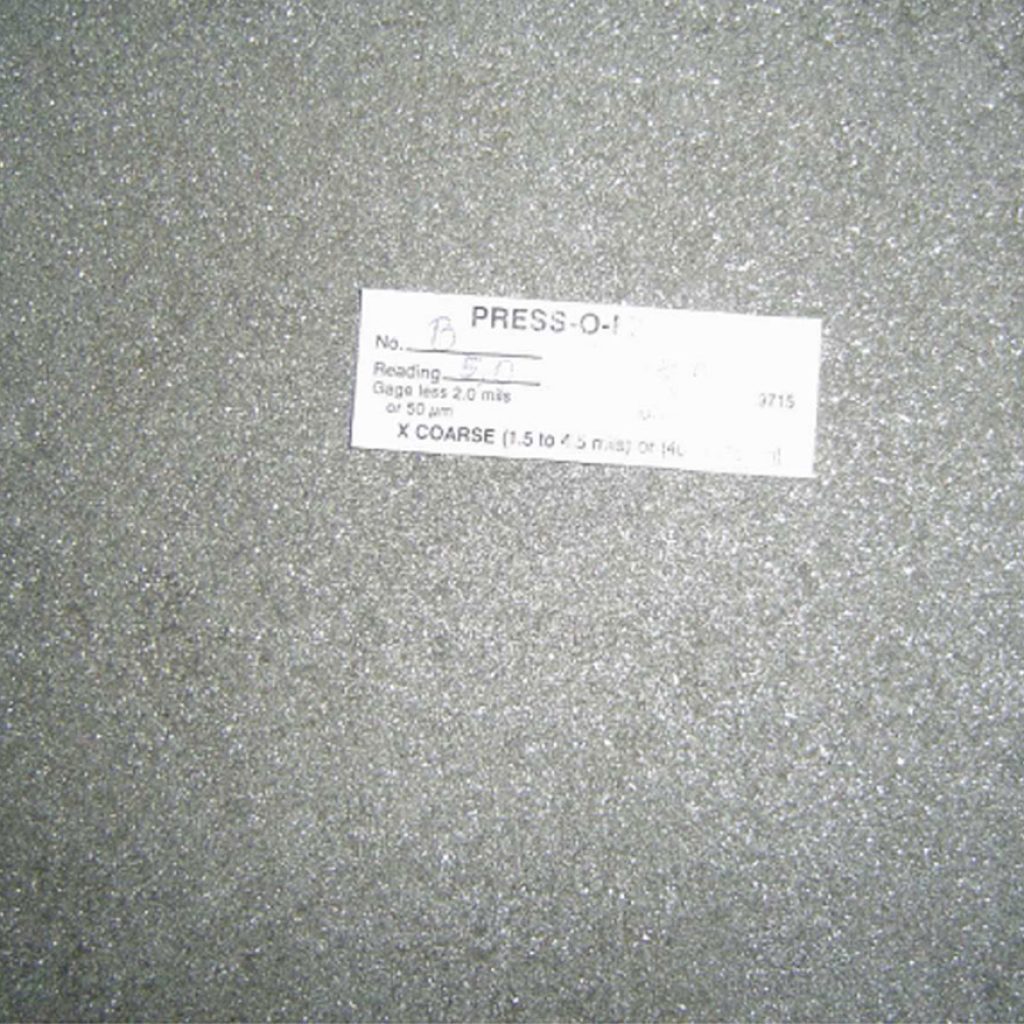 PRESS-O-
No. B
Reading 5.0
Gage less 2.0 mils
or 50 µm
9715
X COARSE (1.5 to 4.5 mils) or